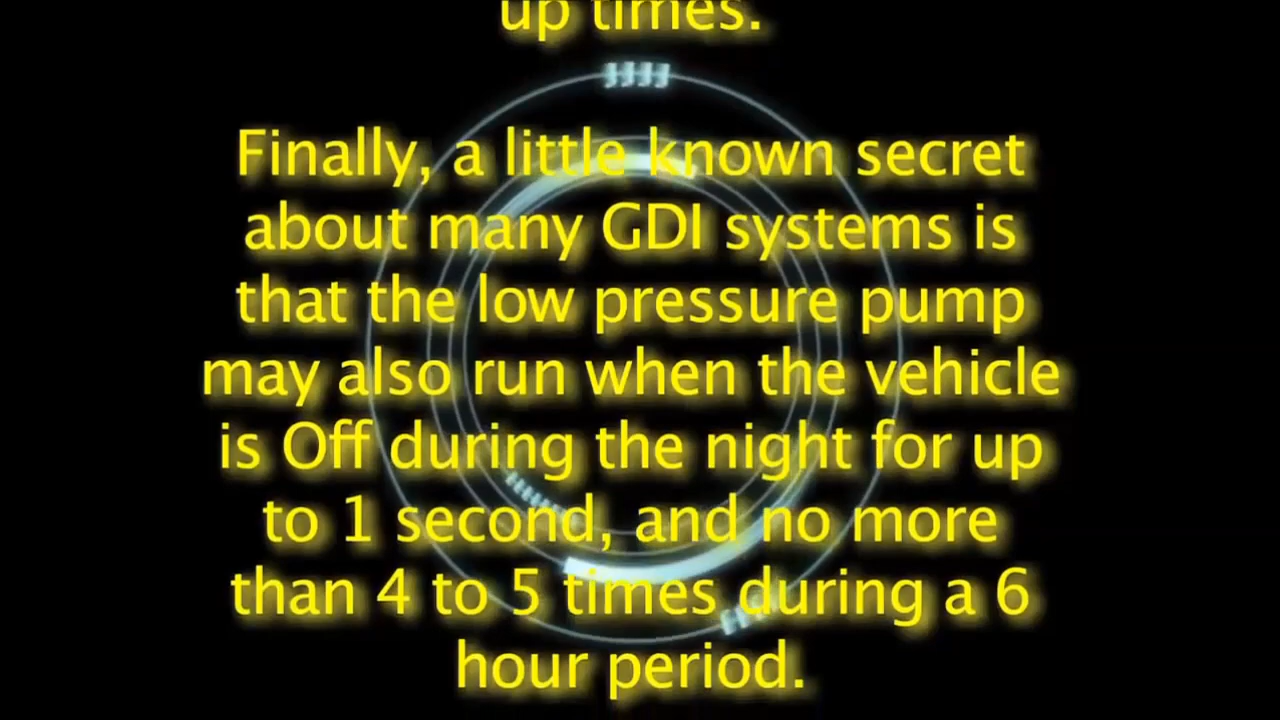 up times.
Finally, a little known secret
about many GDI systems is
that the low pressure pump
may also run when the vehicle
is Off during the night for up
to 1 second, and no more
than 4 to 5 times during a 6
hour period.